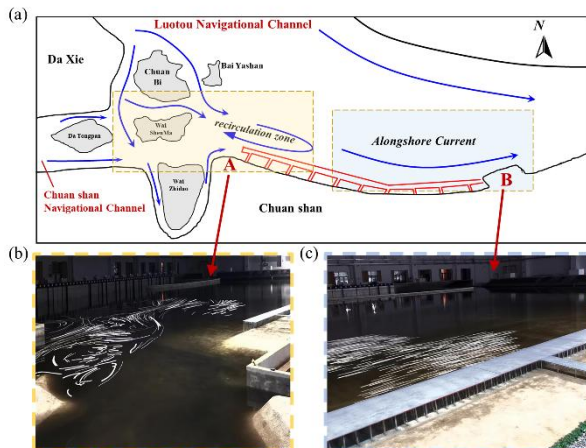 (a)
Luotou Navigational Channel
N
Da Xie
Chuan
Bi
Bai Yashan
Wai
ShenMa
recirculation zone
Da Yangpan
Alongshore Current
A
B
Wai
Zhidao
Chuan shan
Navigational Channel
Chuan shan
(b)
(c)